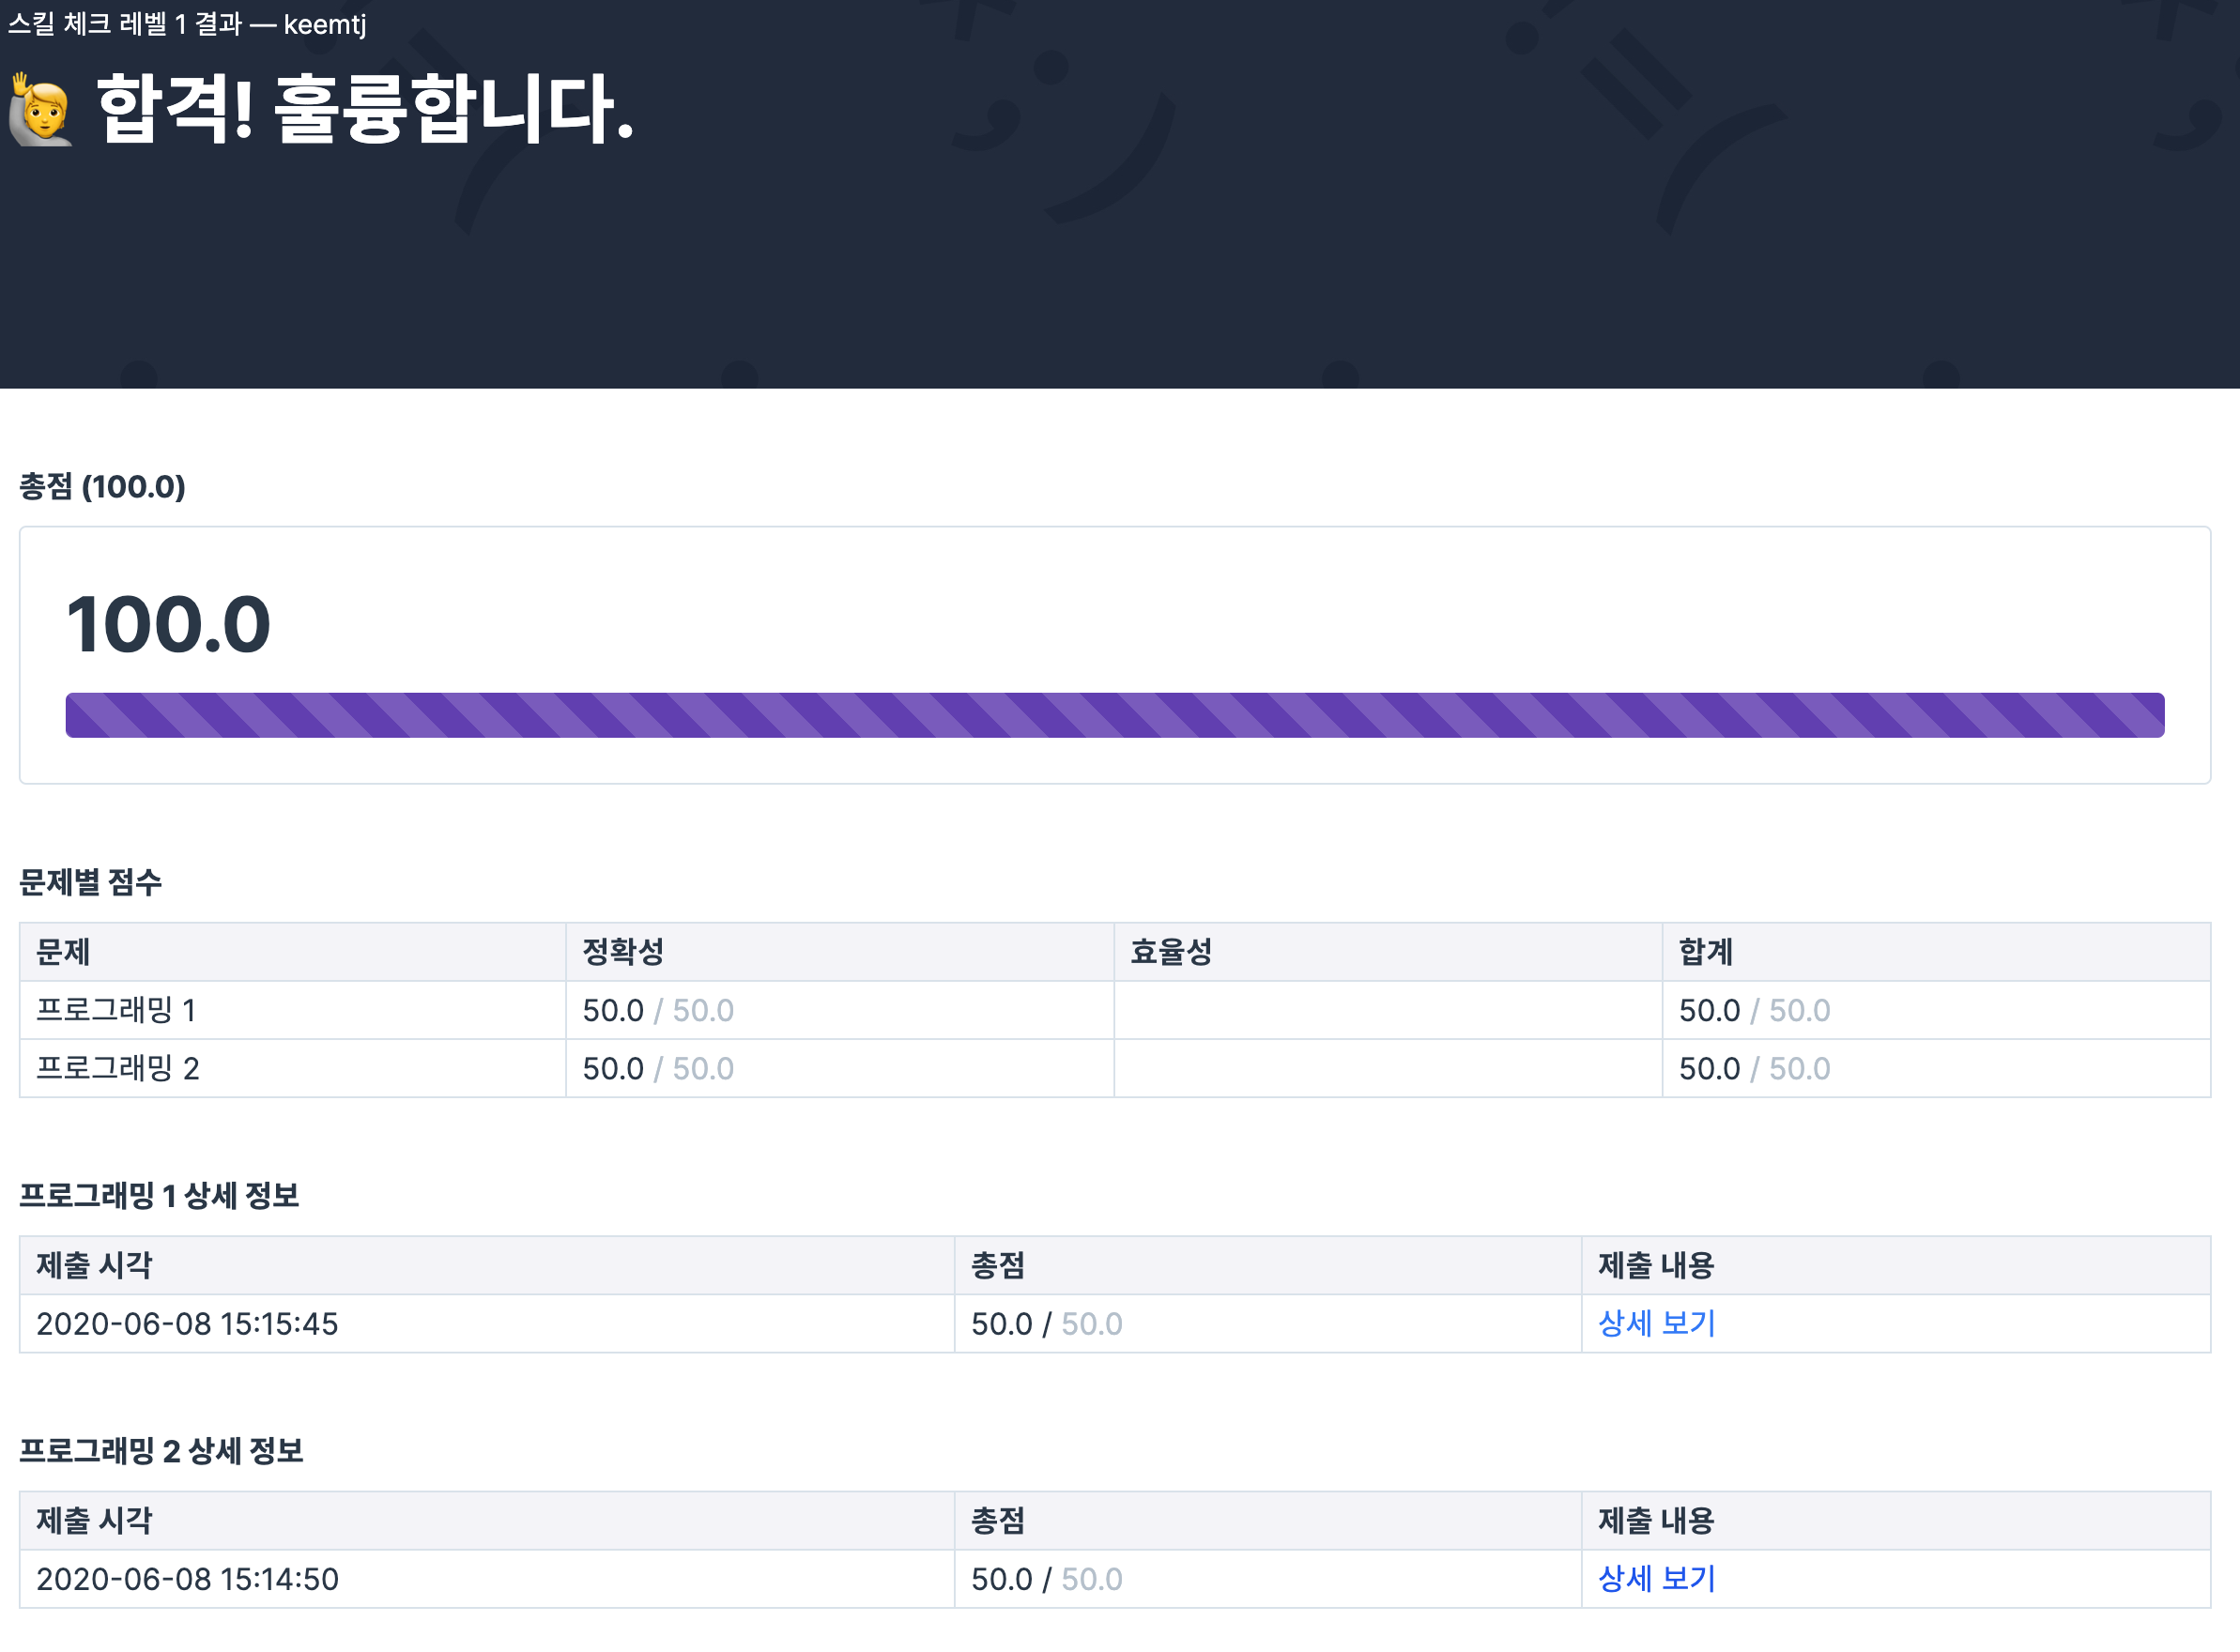 스킬 체크 레벨 1 결과 — keemtj
🙋 합격! 훌륭합니다.
총점 (100.0)
100.0
문제별 점수
문제 정확성 효율성 합계
프로그래밍 1 50.0 / 50.0 50.0 / 50.0
프로그래밍 2 50.0 / 50.0 50.0 / 50.0
프로그래밍 1 상세 정보
제출 시각 총점 제출 내용
2020-06-08 15:15:45 50.0 / 50.0 상세 보기
프로그래밍 2 상세 정보
제출 시각 총점 제출 내용
2020-06-08 15:14:50 50.0 / 50.0 상세 보기